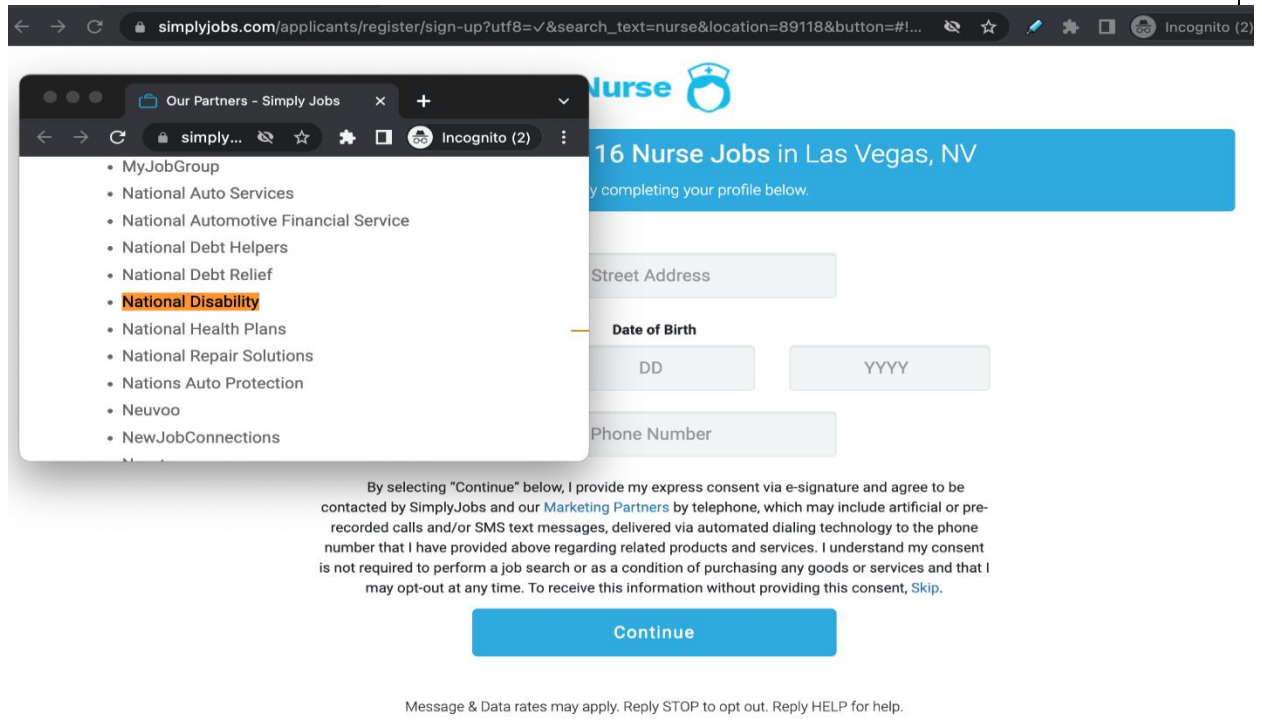 simplyjobs.com/applicants/register/sign-up?utf8=✓&search_text=nurse&location=89118&button=#!... Incognito (2)
Nurse
Our Partners - Simply Jobs
simply... Incognito (2)
• MyJobGroup
• National Auto Services
• National Automotive Financial Service
• National Debt Helpers
• National Debt Relief
• National Disability
• National Health Plans
• National Repair Solutions
• Nations Auto Protection
• Neuvoo
• NewJobConnections
16 Nurse Jobs in Las Vegas, NV
y completing your profile below.
Street Address
Date of Birth
DD YYYY
Phone Number
By selecting "Continue" below, I provide my express consent via e-signature and agree to be
contacted by SimplyJobs and our Marketing Partners by telephone, which may include artificial or pre-
recorded calls and/or SMS text messages, delivered via automated dialing technology to the phone
number that I have provided above regarding related products and services. I understand my consent
is not required to perform a job search or as a condition of purchasing any goods or services and that I
may opt-out at any time. To receive this information without providing this consent, Skip.
Continue
Message & Data rates may apply. Reply STOP to opt out. Reply HELP for help.